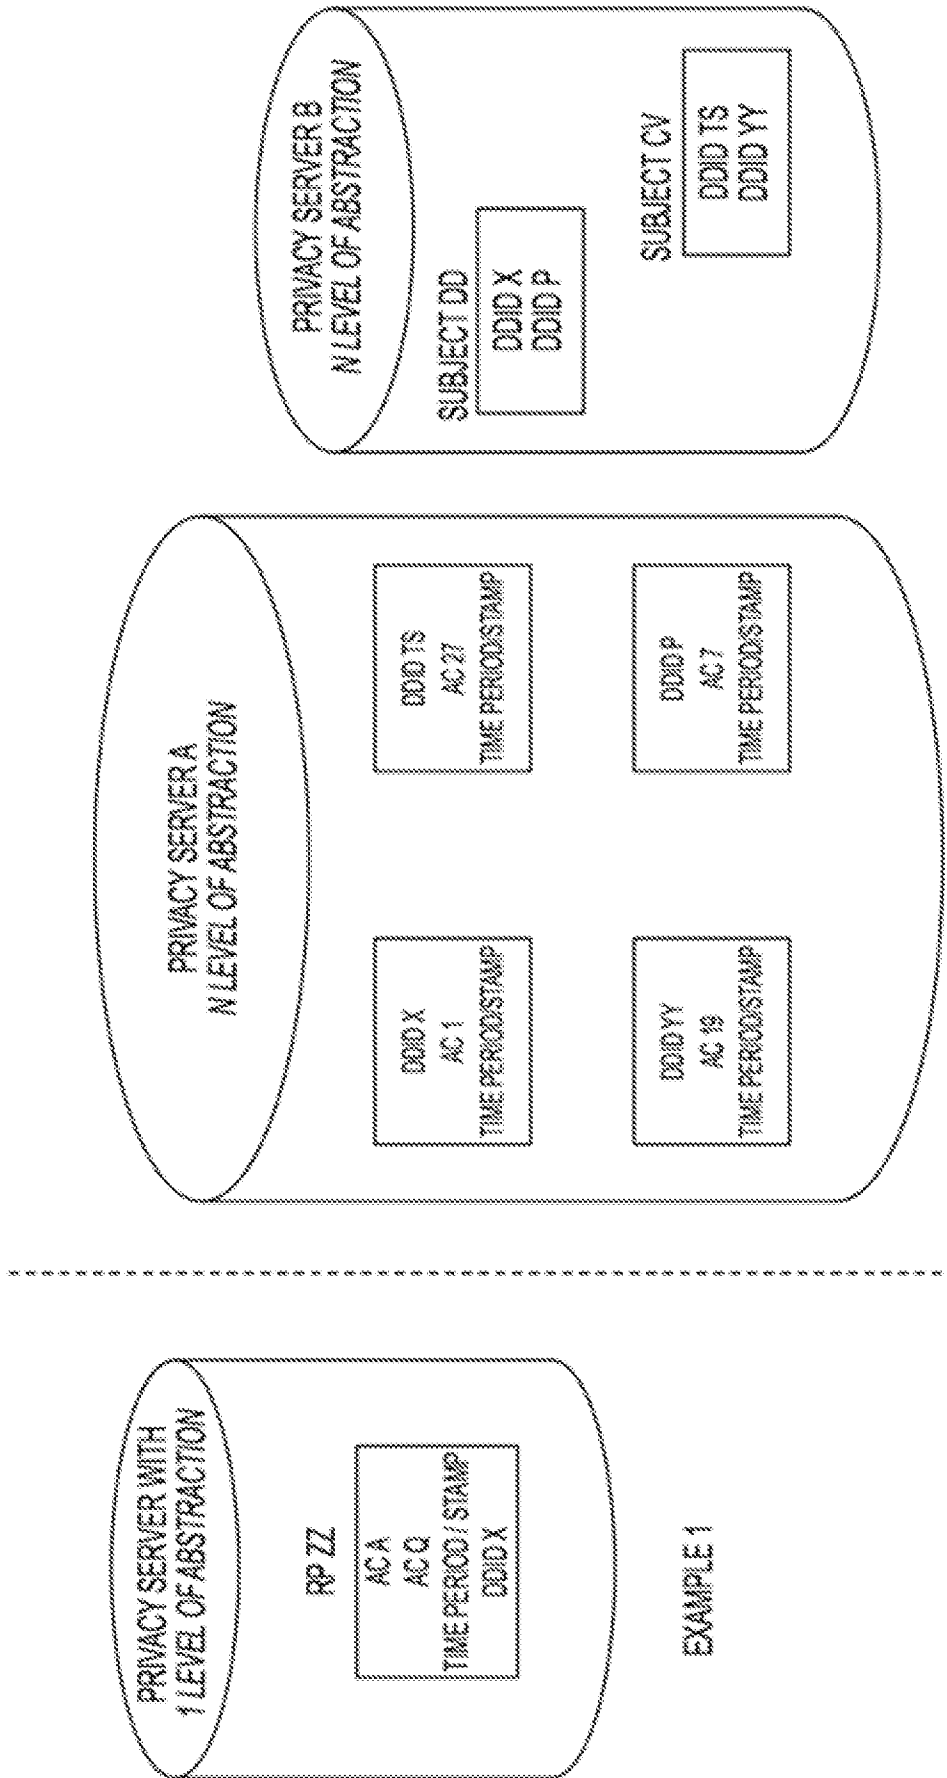 PRIVACY SERVER WITH
1 LEVEL OF ABSTRACTION
RP ZZ
AC A
AC Q
TIME PERIOD / STAMP
DDID X
EXAMPLE 1
PRIVACY SERVER A
N LEVEL OF ABSTRACTION
DDID X
AC 1
TIME PERIOD/STAMP
DDID TS
AC 27
TIME PERIOD/STAMP
DDID YY
AC 19
TIME PERIOD/STAMP
DDID P
AC 7
TIME PERIOD/STAMP
PRIVACY SERVER B
N LEVEL OF ABSTRACTION
SUBJECT DD
DDID X
DDID P
SUBJECT CV
DDID TS
DDID YY